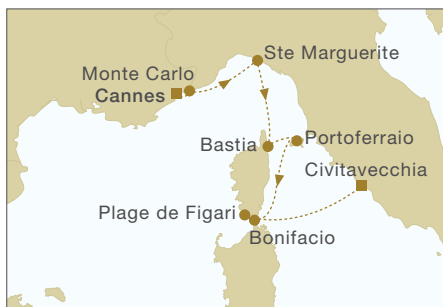 Ste Marguerite
Monte Carlo
Cannes
Portoferraio
Bastia
Civitavecchia
Plage de Figari
Bonifacio